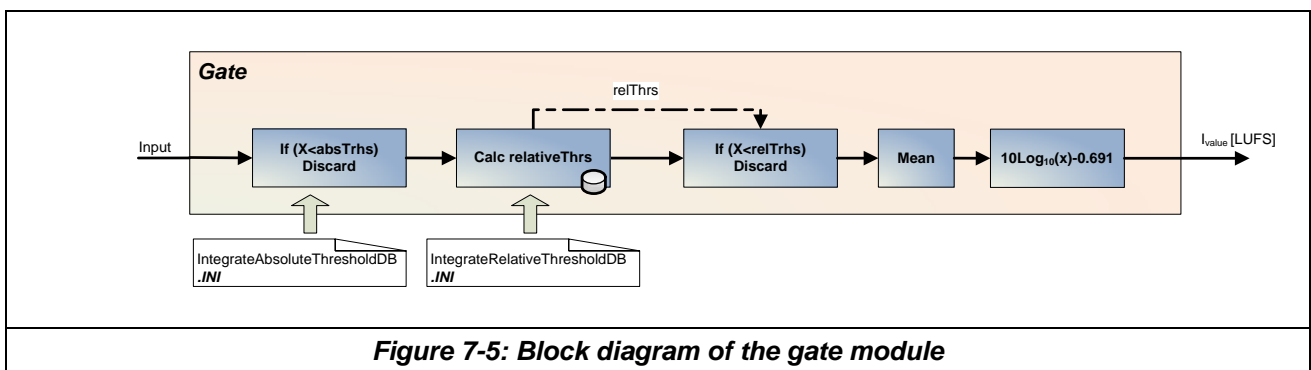 Gate
relThrs
Input
If (X<absTrhs)
Discard
Calc relativeThrs
If (X<relTrhs)
Discard
Mean
10Log₁₀(x)-0.691
Ivalue [LUFS]
IntegrateAbsoluteThresholdDB
.INI
IntegrateRelativeThresholdDB
.INI
Figure 7-5: Block diagram of the gate module